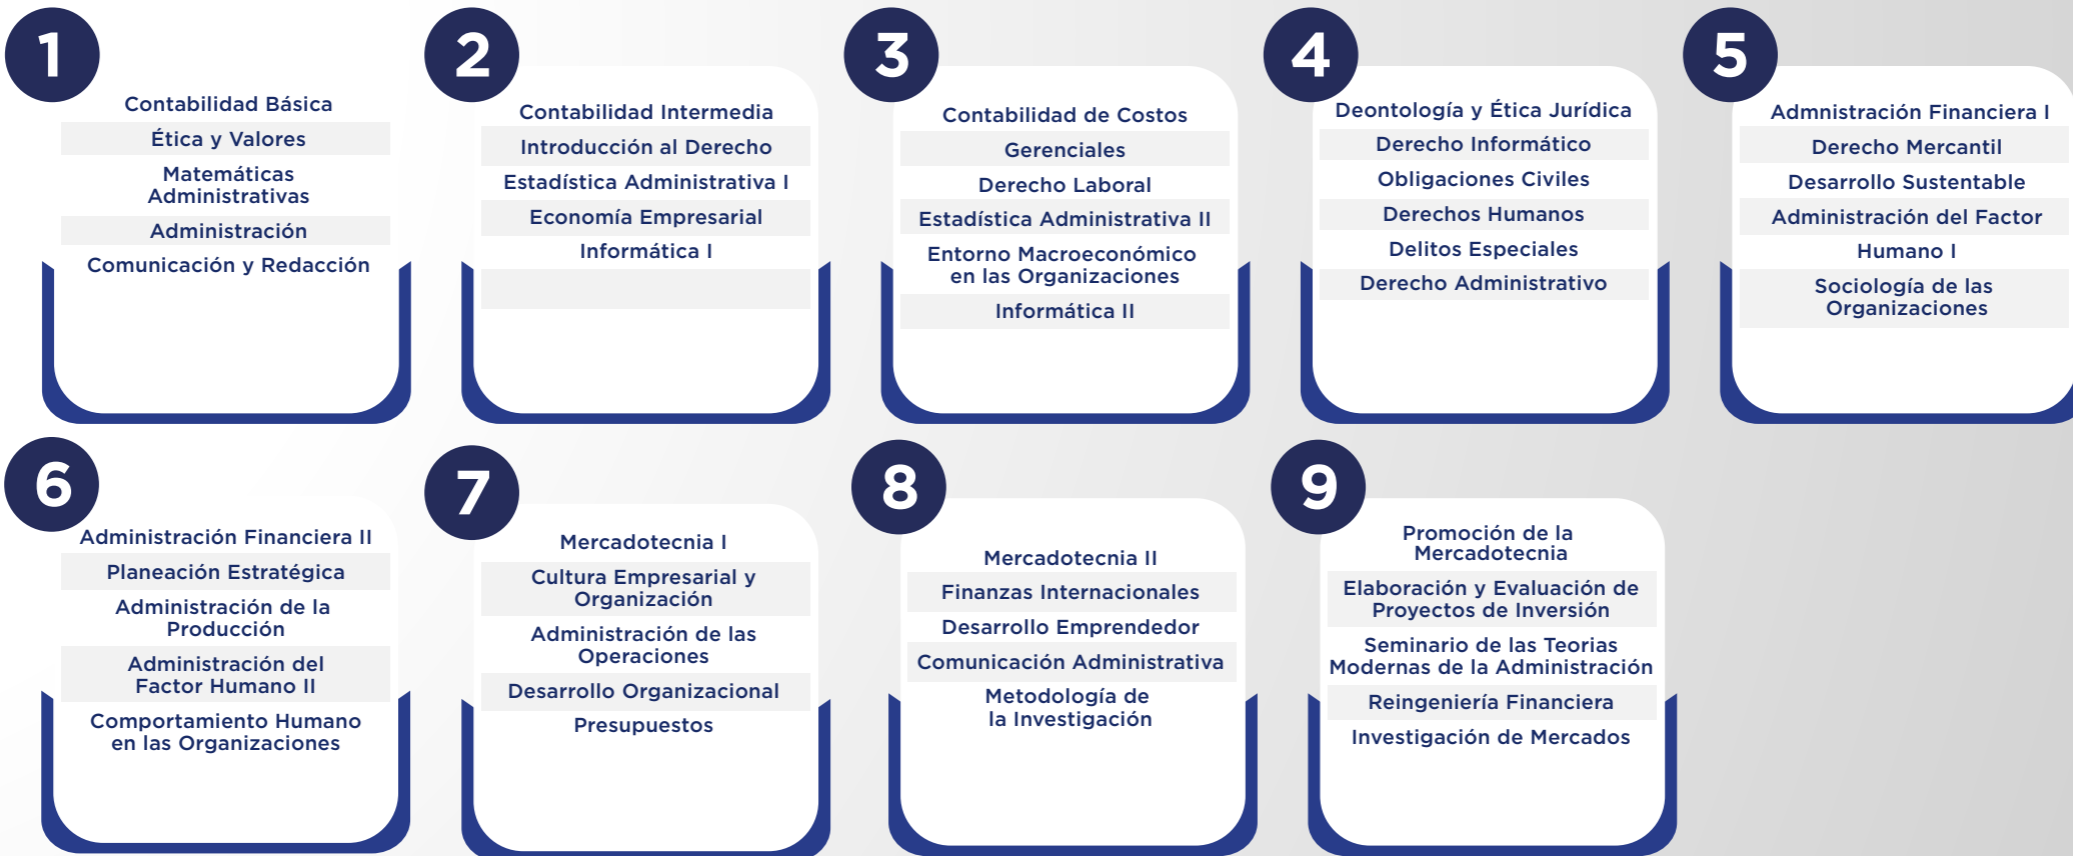 1
Contabilidad Básica
Ética y Valores
Matemáticas
Administrativas
Administración
Comunicación y Redacción
2
Contabilidad Intermedia
Introducción al Derecho
Estadística Administrativa I
Economía Empresarial
Informática I
3
Contabilidad de Costos
Gerenciales
Derecho Laboral
Estadística Administrativa II
Entorno Macroeconómico
en las Organizaciones
Informática II
4
Deontología y Ética Jurídica
Derecho Informático
Obligaciones Civiles
Derechos Humanos
Delitos Especiales
Derecho Administrativo
5
Admnistración Financiera I
Derecho Mercantil
Desarrollo Sustentable
Administración del Factor
Humano I
Sociología de las
Organizaciones
6
Administración Financiera II
Planeación Estratégica
Administración de la
Producción
Administración del
Factor Humano II
Comportamiento Humano
en las Organizaciones
7
Mercadotecnia I
Cultura Empresarial y
Organización
Administración de las
Operaciones
Desarrollo Organizacional
Presupuestos
8
Mercadotecnia II
Finanzas Internacionales
Desarrollo Emprendedor
Comunicación Administrativa
Metodología de
la Investigación
9
Promoción de la
Mercadotecnia
Elaboración y Evaluación de
Proyectos de Inversión
Seminario de las Teorias
Modernas de la Administración
Reingeniería Financiera
Investigación de Mercados